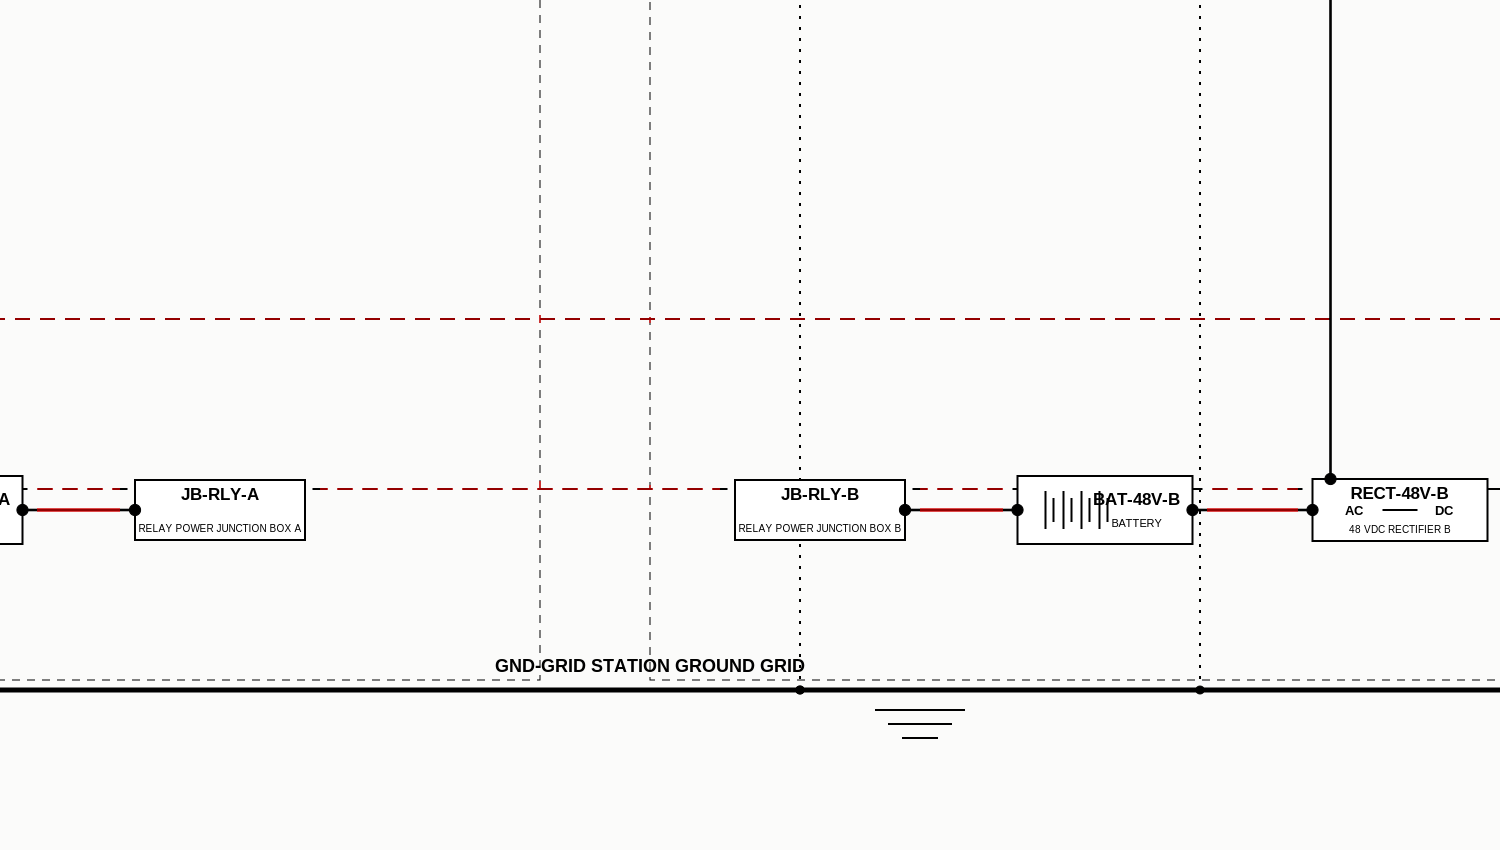 A
JB-RLY-A
RELAY POWER JUNCTION BOX A
JB-RLY-B
RELAY POWER JUNCTION BOX B
BAT-48V-B
BATTERY
RECT-48V-B
AC DC
48 VDC RECTIFIER B
GND-GRID STATION GROUND GRID